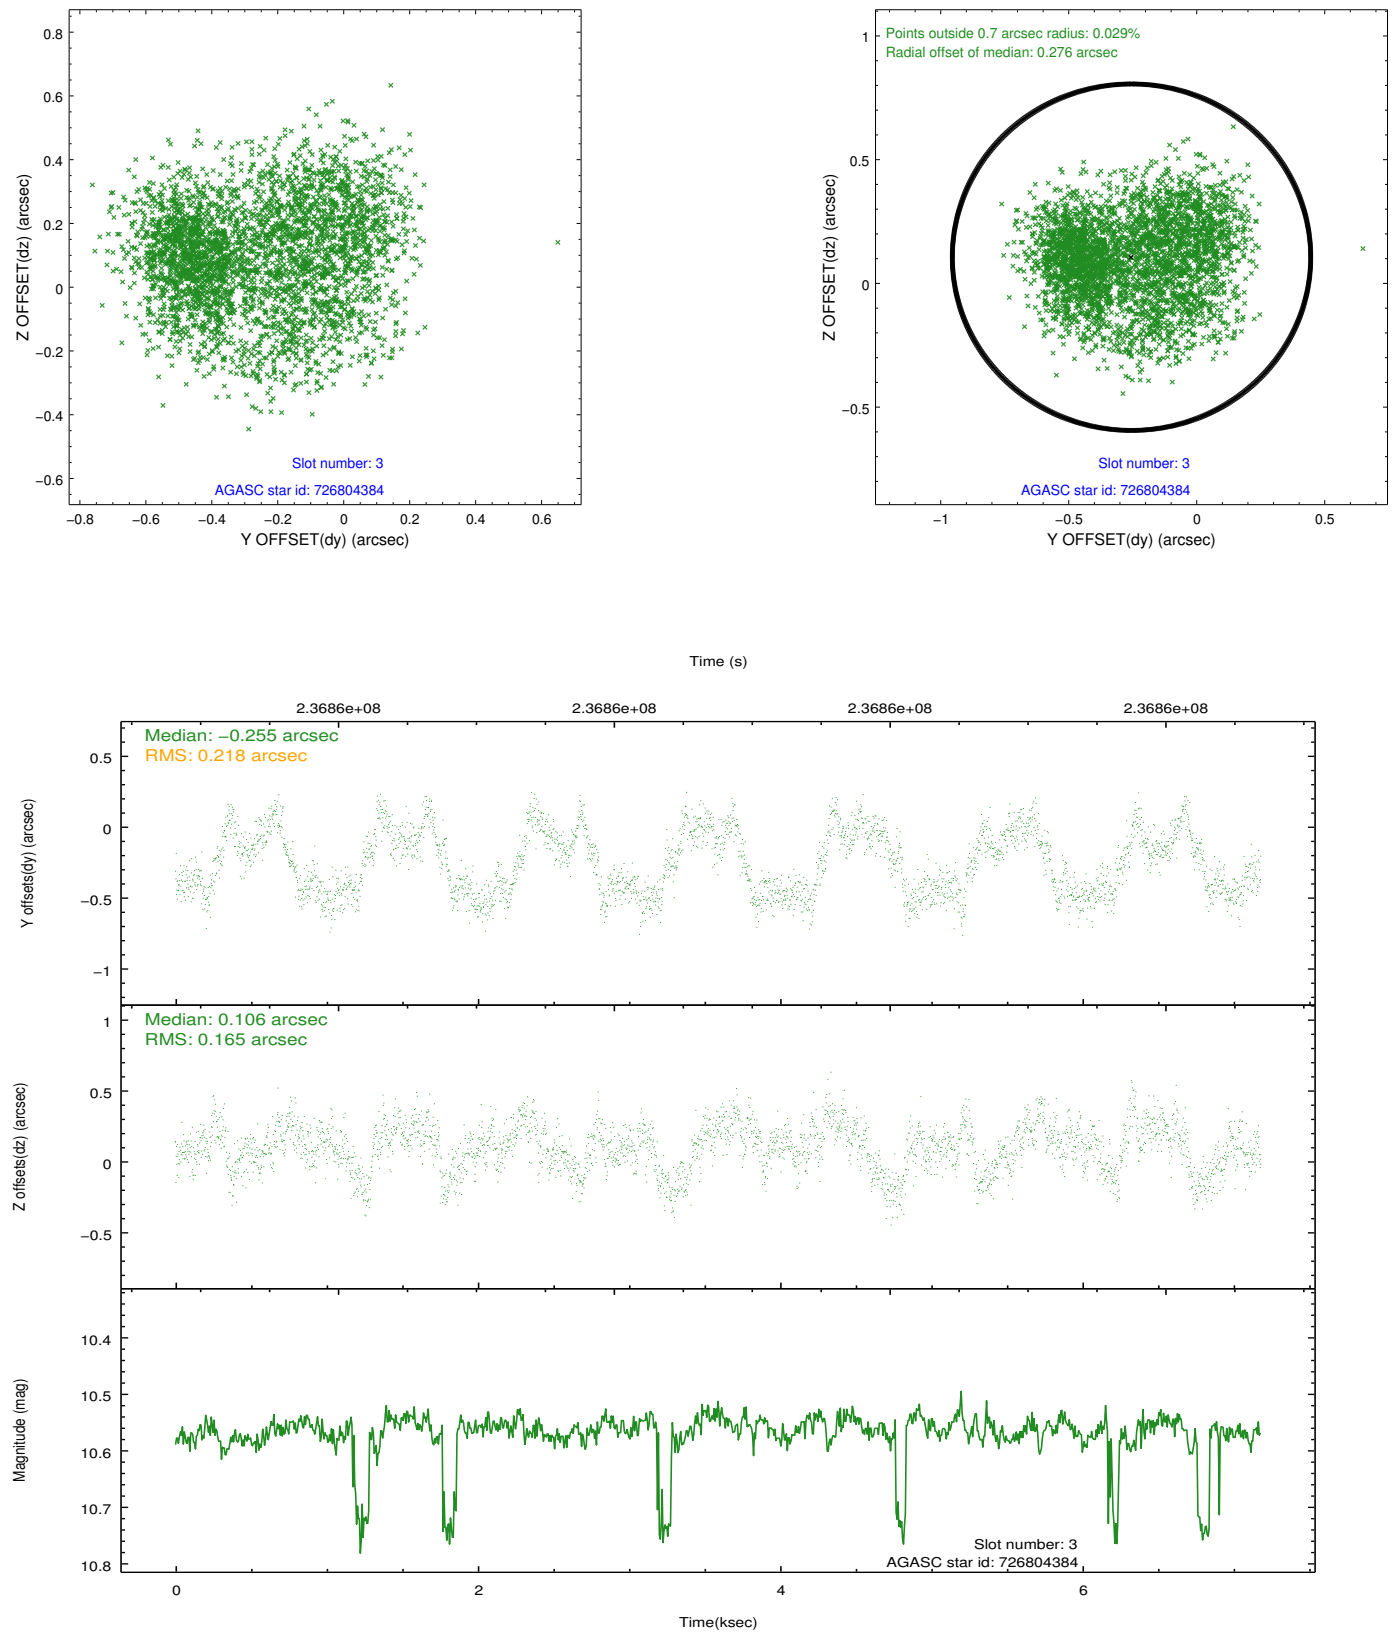 0.8
0.6
0.4
0.2
0
−0.2
−0.4
−0.6
Z OFFSET(dz) (arcsec)
Slot number: 3
AGASC star id: 726804384
−0.8 −0.6 −0.4 −0.2 0 0.2 0.4 0.6
Y OFFSET(dy) (arcsec)
Points outside 0.7 arcsec radius: 0.029%
Radial offset of median: 0.276 arcsec
1
0.5
0
−0.5
Z OFFSET(dz) (arcsec)
Slot number: 3
AGASC star id: 726804384
−1 −0.5 0 0.5
Y OFFSET(dy) (arcsec)
Time (s)
2.3686e+08 2.3686e+08 2.3686e+08 2.3686e+08
Median: −0.255 arcsec
RMS: 0.218 arcsec
0.5
0
−0.5
−1
Y offsets(dy) (arcsec)
Median: 0.106 arcsec
RMS: 0.165 arcsec
1
0.5
0
−0.5
Z offsets(dz) (arcsec)
10.4
10.5
10.6
10.7
10.8
Magnitude (mag)
Slot number: 3
AGASC star id: 726804384
0 2 4 6
Time(ksec)